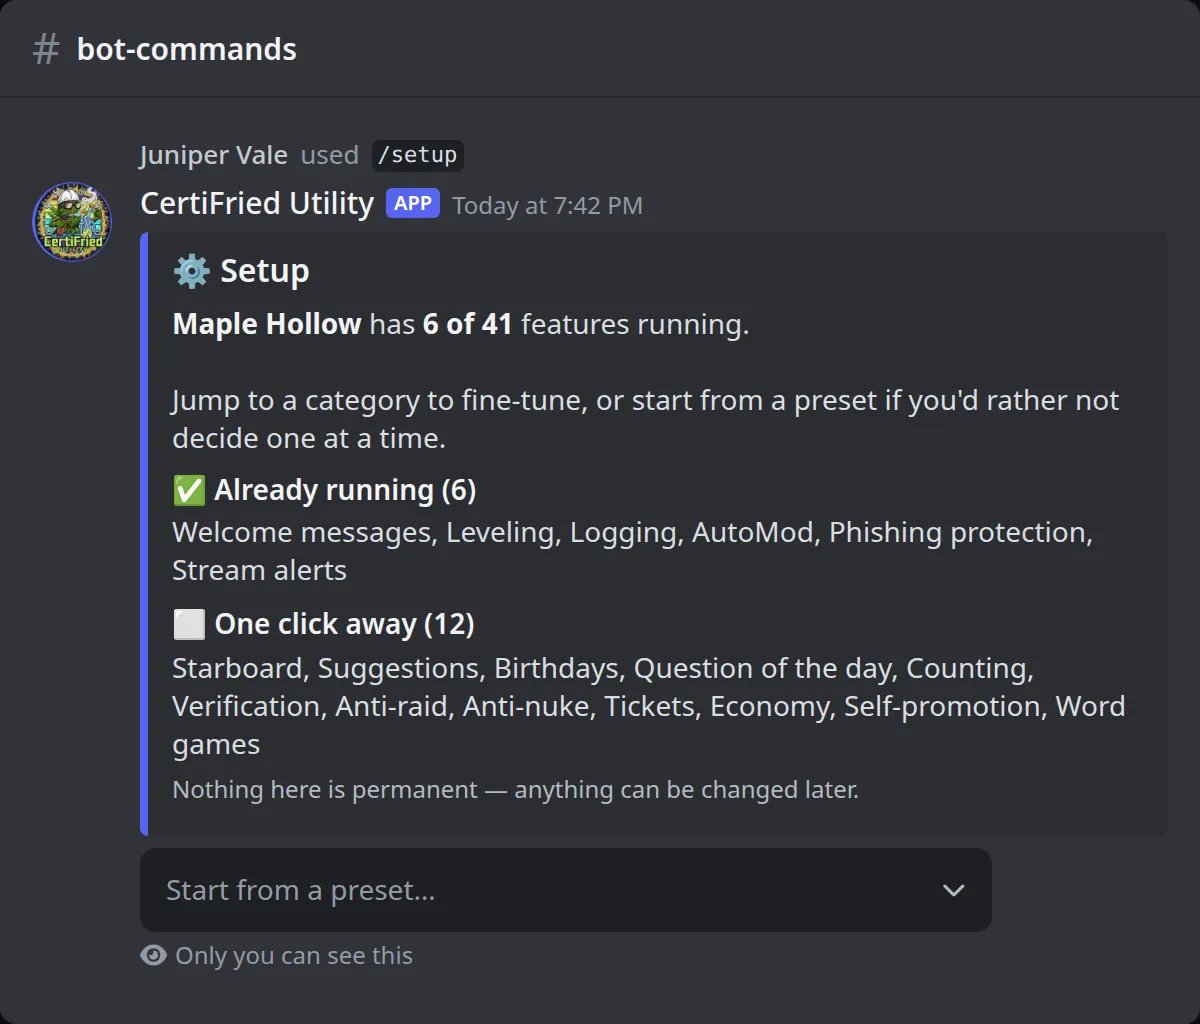 # bot-commands
Juniper Vale used /setup
CertiFried Utility APP Today at 7:42 PM
CertiFried
UTILITY
⚙️ Setup
Maple Hollow has 6 of 41 features running.
Jump to a category to fine-tune, or start from a preset if you'd rather not
decide one at a time.
✅ Already running (6)
Welcome messages, Leveling, Logging, AutoMod, Phishing protection,
Stream alerts
⬜ One click away (12)
Starboard, Suggestions, Birthdays, Question of the day, Counting,
Verification, Anti-raid, Anti-nuke, Tickets, Economy, Self-promotion, Word
games
Nothing here is permanent — anything can be changed later.
Start from a preset...
Only you can see this